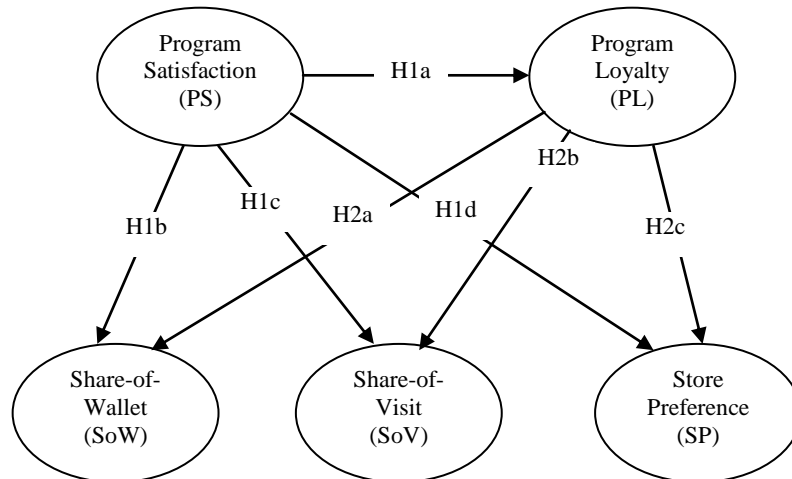 Program
Satisfaction
(PS)
Program
Loyalty
(PL)
H1a
H2b
H1c
H2a
H1d
H1b
H2c
Share-of-
Wallet
(SoW)
Share-of-
Visit
(SoV)
Store
Preference
(SP)